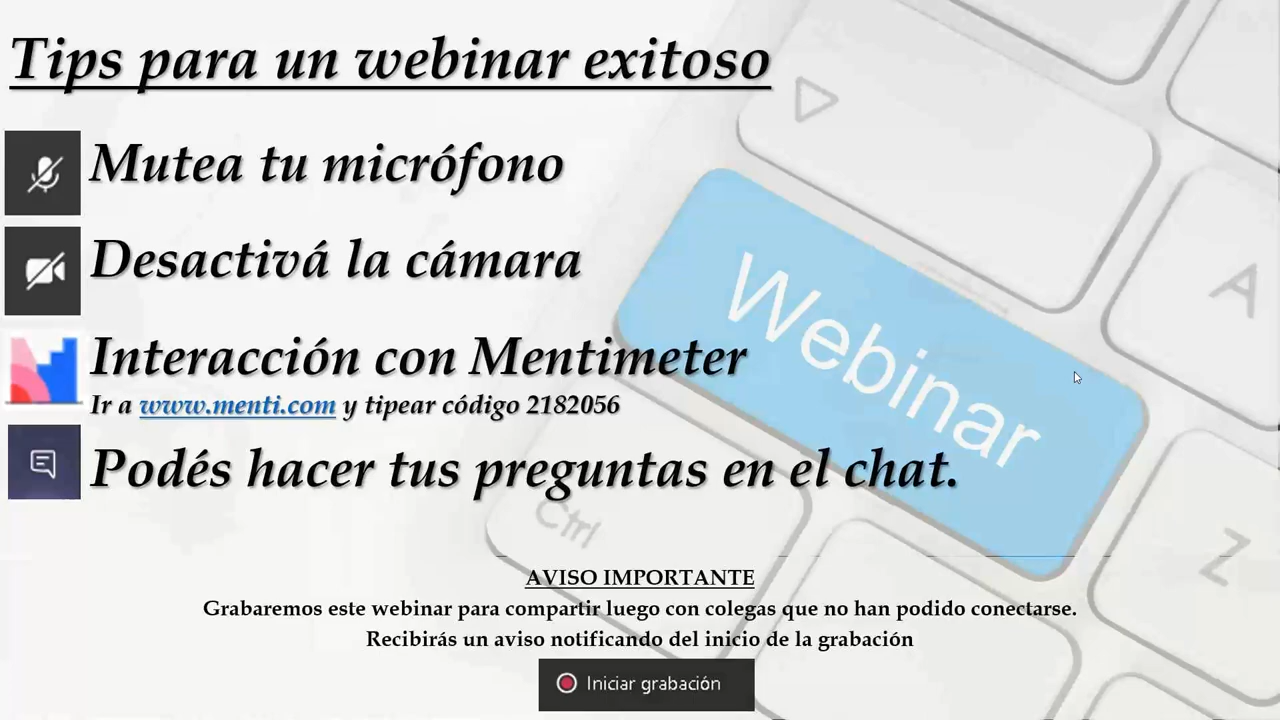 Tips para un webinar exitoso
Mutea tu micrófono
Desactivá la cámara
Interacción con Mentimeter
Ir a www.menti.com y tipear código 2182056
Podés hacer tus preguntas en el chat.
Webinar
A
Ctrl
Z
AVISO IMPORTANTE
Grabaremos este webinar para compartir luego con colegas que no han podido conectarse.
Recibirás un aviso notificando del inicio de la grabación
Iniciar grabación